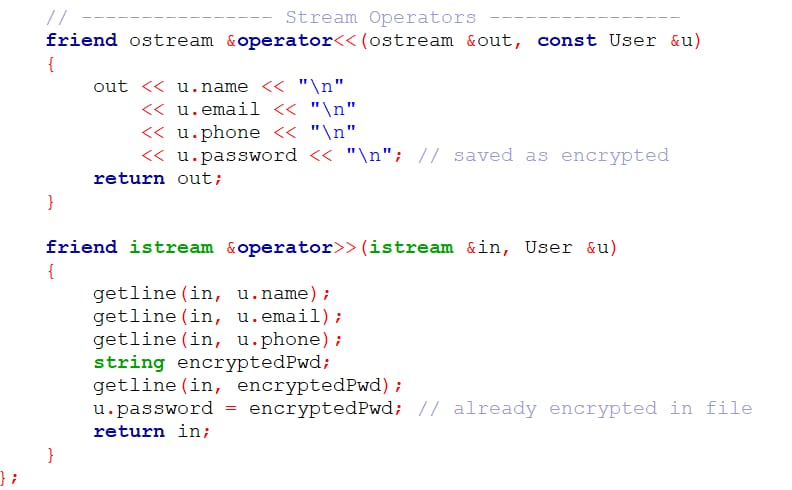 // ---------------- Stream Operators ----------------
friend ostream &operator<<(ostream &out, const User &u)
{
out << u.name << "\n"
<< u.email << "\n"
<< u.phone << "\n"
<< u.password << "\n"; // saved as encrypted
return out;
}
friend istream &operator>>(istream &in, User &u)
{
getline(in, u.name);
getline(in, u.email);
getline(in, u.phone);
string encryptedPwd;
getline(in, encryptedPwd);
u.password = encryptedPwd; // already encrypted in file
return in;
}
};